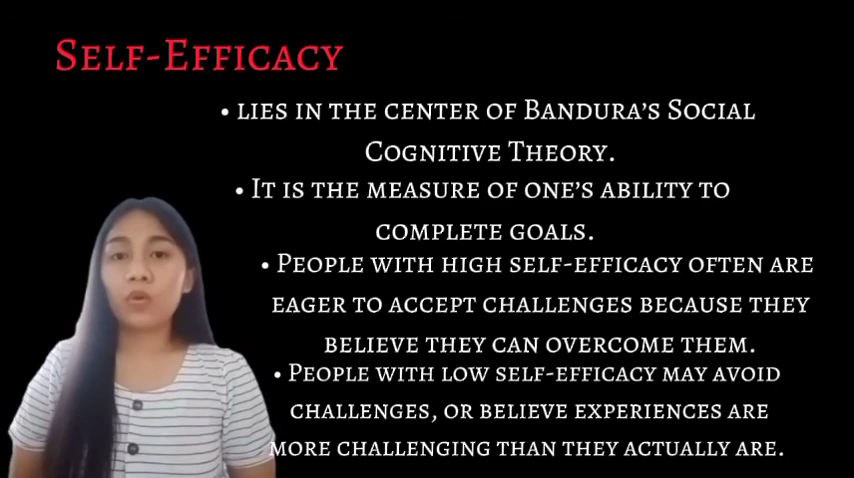 Self-Efficacy
• lies in the center of Bandura's Social
Cognitive Theory.
• It is the measure of one's ability to
complete goals.
• People with high self-efficacy often are
eager to accept challenges because they
believe they can overcome them.
• People with low self-efficacy may avoid
challenges, or believe experiences are
more challenging than they actually are.